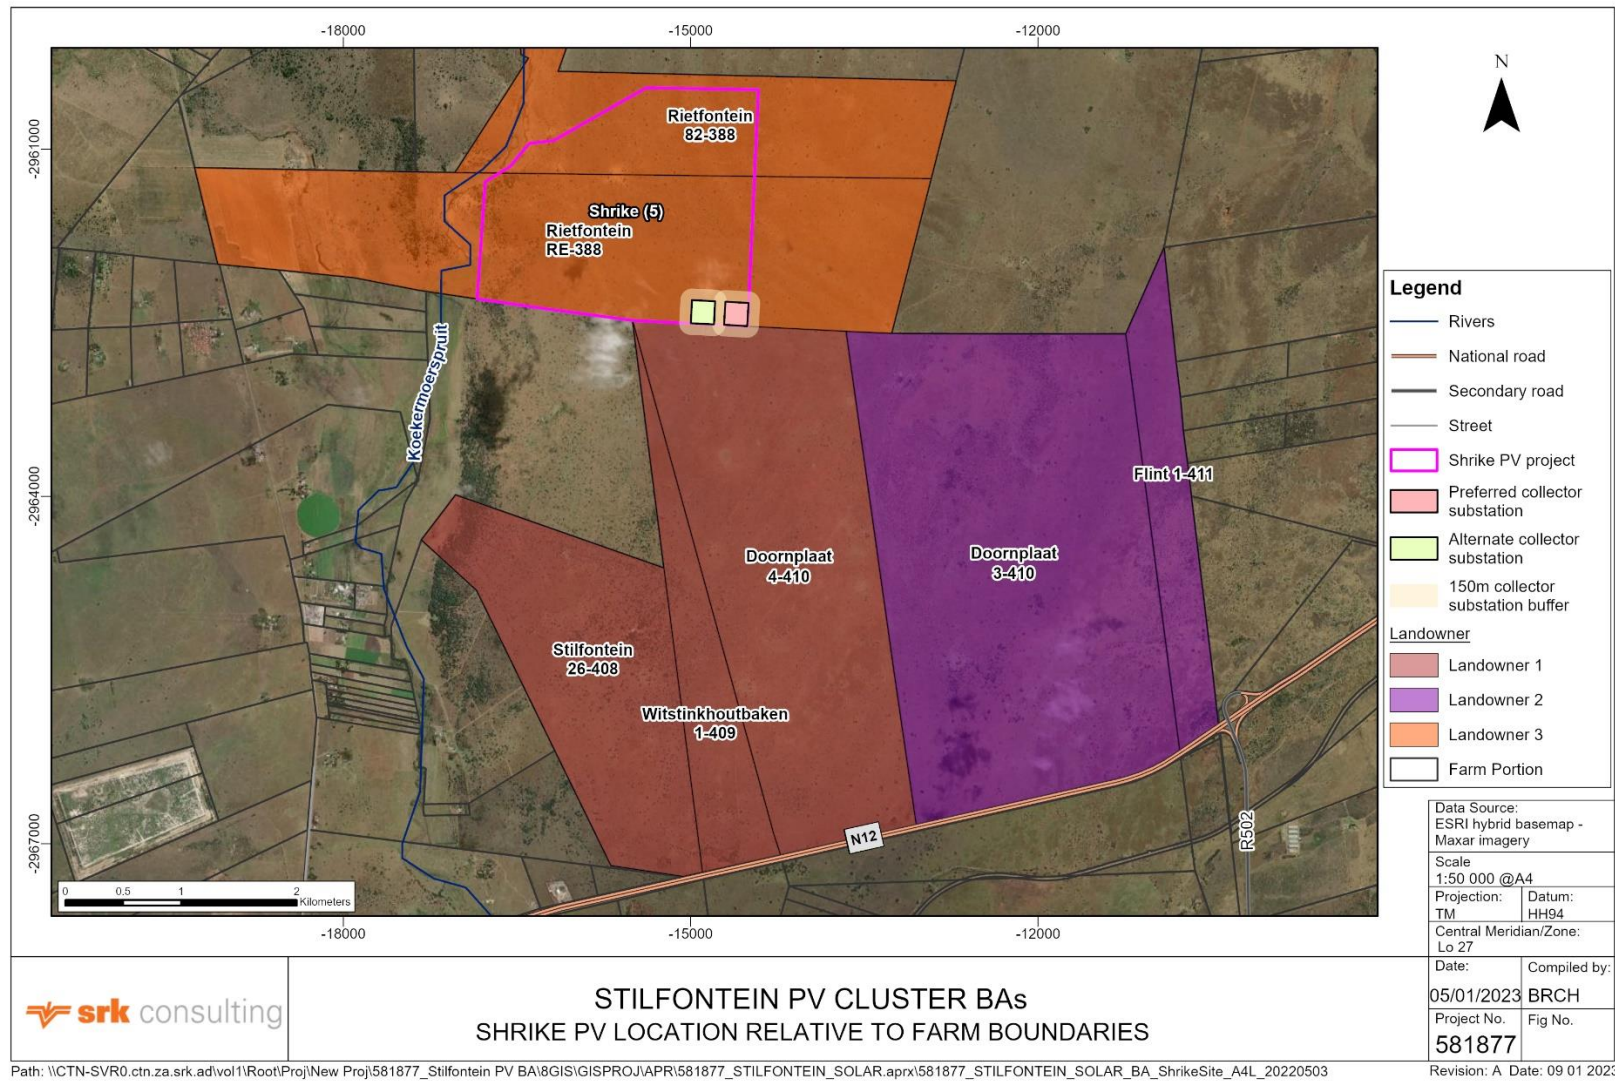 -18000
-15000
-12000
N
-2961000
-2964000
-2967000
Rietfontein
82-388
Shrike (5)
Rietfontein
RE-388
Koekermoerspruit
Flint 1-411
Doornplaat
4-410
Doornplaat
3-410
Stilfontein
26-408
Witstinkhoutbaken
1-409
N12
R502
0 0.5 1 2
Kilometers
-18000
-15000
-12000
Legend
Rivers
National road
Secondary road
Street
Shrike PV project
Preferred collector
substation
Alternate collector
substation
150m collector
substation buffer
Landowner
Landowner 1
Landowner 2
Landowner 3
Farm Portion
Data Source:
ESRI hybrid basemap -
Maxar imagery
Scale
1:50 000 @A4
Projection: Datum:
TM HH94
Central Meridian/Zone:
Lo 27
Date: Compiled by:
05/01/2023 BRCH
Project No. Fig No.
581877
srk consulting
STILFONTEIN PV CLUSTER BAs
SHRIKE PV LOCATION RELATIVE TO FARM BOUNDARIES
Path: \\CTN-SVR0.ctn.za.srk.ad\vol1\Root\Proj\New Proj\581877_Stilfontein PV BA\8GIS\GISPROJ\APR\581877_STILFONTEIN_SOLAR.aprx\581877_STILFONTEIN_SOLAR_BA_ShrikeSite_A4L_20220503
Revision: A Date: 09 01 2023